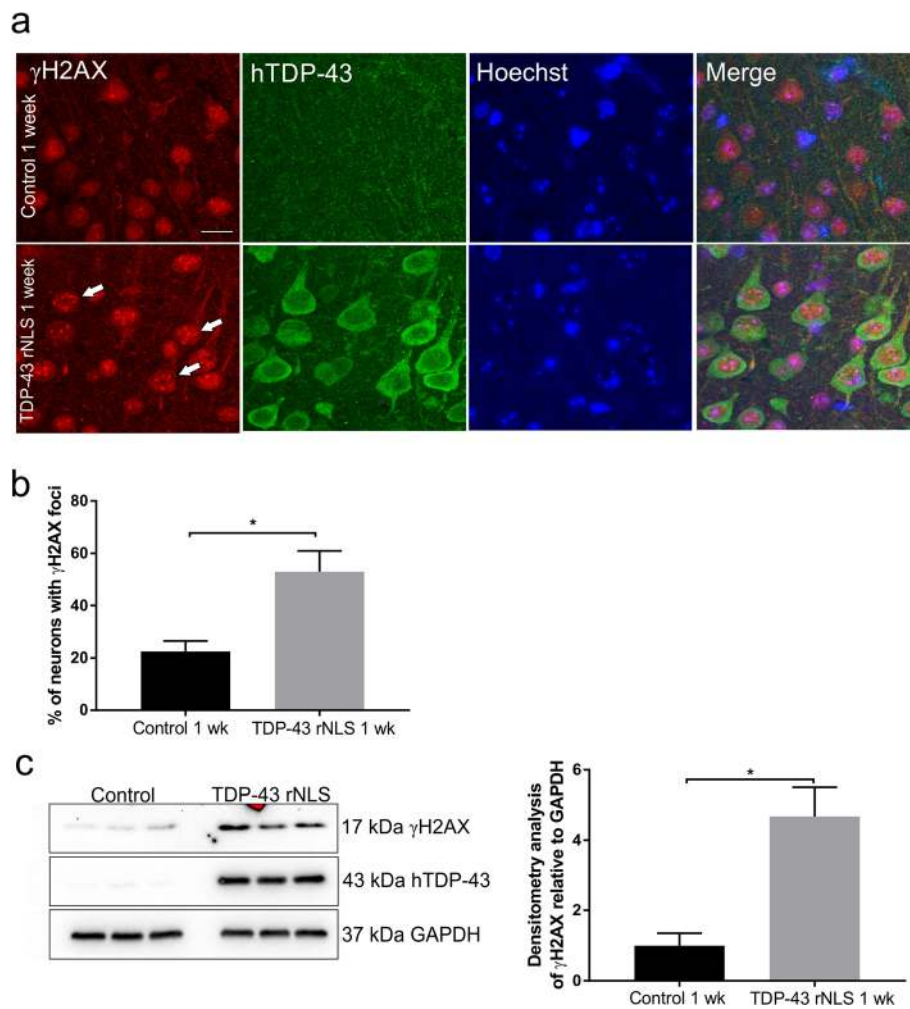 a
γH2AX
hTDP-43
Hoechst
Merge
Control 1 week
TDP-43 rNLS 1 week
b
% of neurons with γH2AX foci
80
60
40
20
0
*
Control 1 wk
TDP-43 rNLS 1 wk
c
Control
TDP-43 rNLS
17 kDa γH2AX
43 kDa hTDP-43
37 kDa GAPDH
Densitometry analysis
of γH2AX relative to GAPDH
6
4
2
0
*
Control 1 wk
TDP-43 rNLS 1 wk